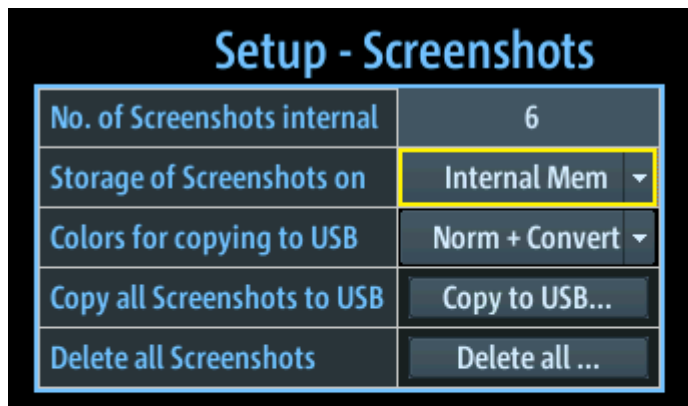 Setup - Screenshots
No. of Screenshots internal 6
Storage of Screenshots on Internal Mem
Colors for copying to USB Norm + Convert
Copy all Screenshots to USB Copy to USB...
Delete all Screenshots Delete all ...